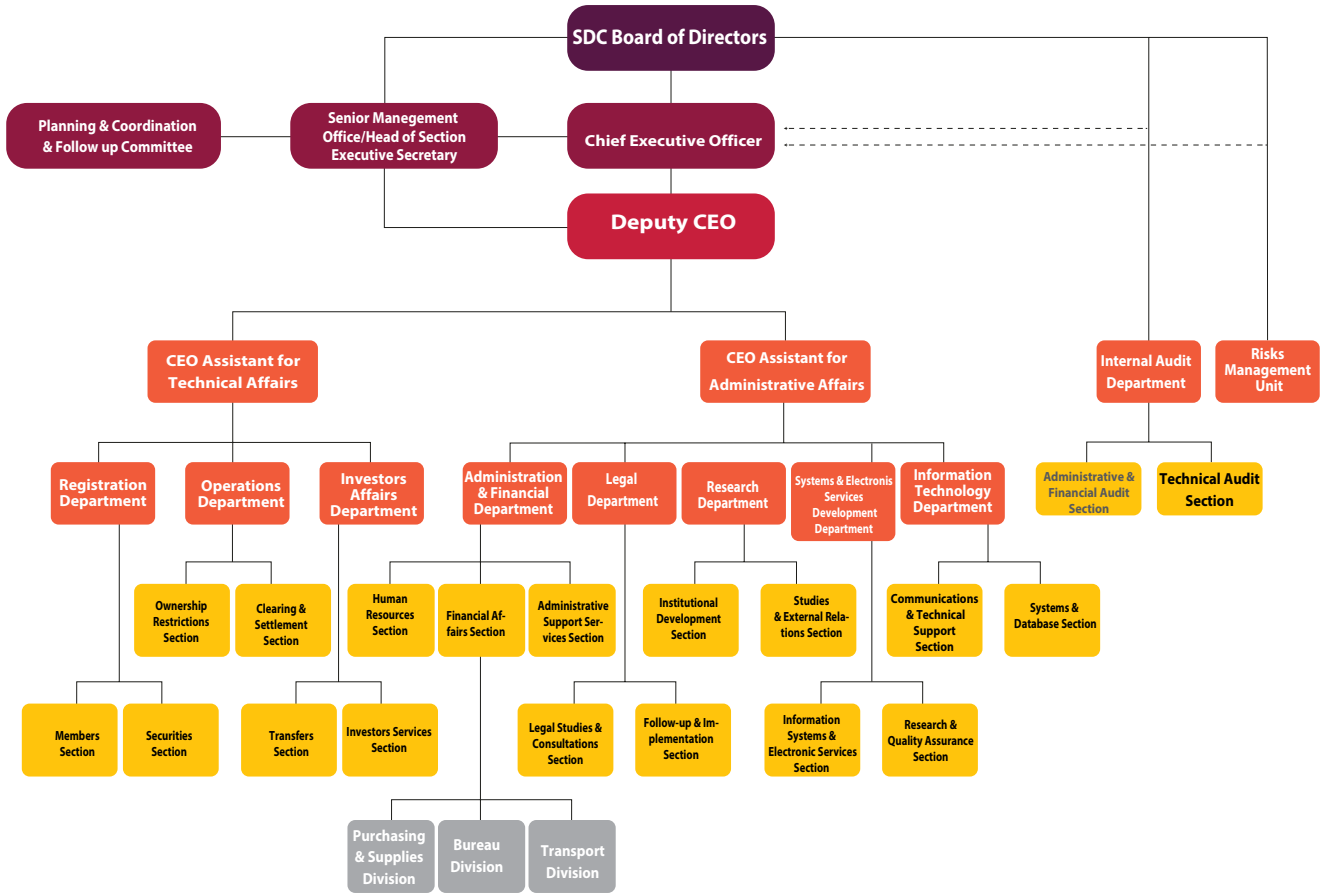 SDC Board of Directors
Planning & Coordination
& Follow up Committee
Senior Manegement
Office/Head of Section
Executive Secretary
Chief Executive Officer
Deputy CEO
CEO Assistant for
Technical Affairs
CEO Assistant for
Administrative Affairs
Internal Audit
Department
Risks
Management
Unit
Registration
Department
Operations
Department
Investors
Affairs
Department
Administration
& Financial
Department
Legal
Department
Research
Department
Systems & Electronis
Services
Development
Department
Information
Technology
Department
Administrative &
Financial Audit
Section
Technical Audit
Section
Ownership
Restrictions
Section
Clearing &
Settlement
Section
Human
Resources
Section
Financial Af-
fairs Section
Administrative
Support Ser-
vices Section
Institutional
Development
Section
Studies
& External Rela-
tions Section
Communications
& Technical
Support
Section
Systems &
Database Section
Members
Section
Securities
Section
Transfers
Section
Investors Services
Section
Legal Studies &
Consultations
Section
Follow-up & Im-
plementation
Section
Information
Systems &
Electronic Services
Section
Research &
Quality Assurance
Section
Purchasing
& Supplies
Division
Bureau
Division
Transport
Division